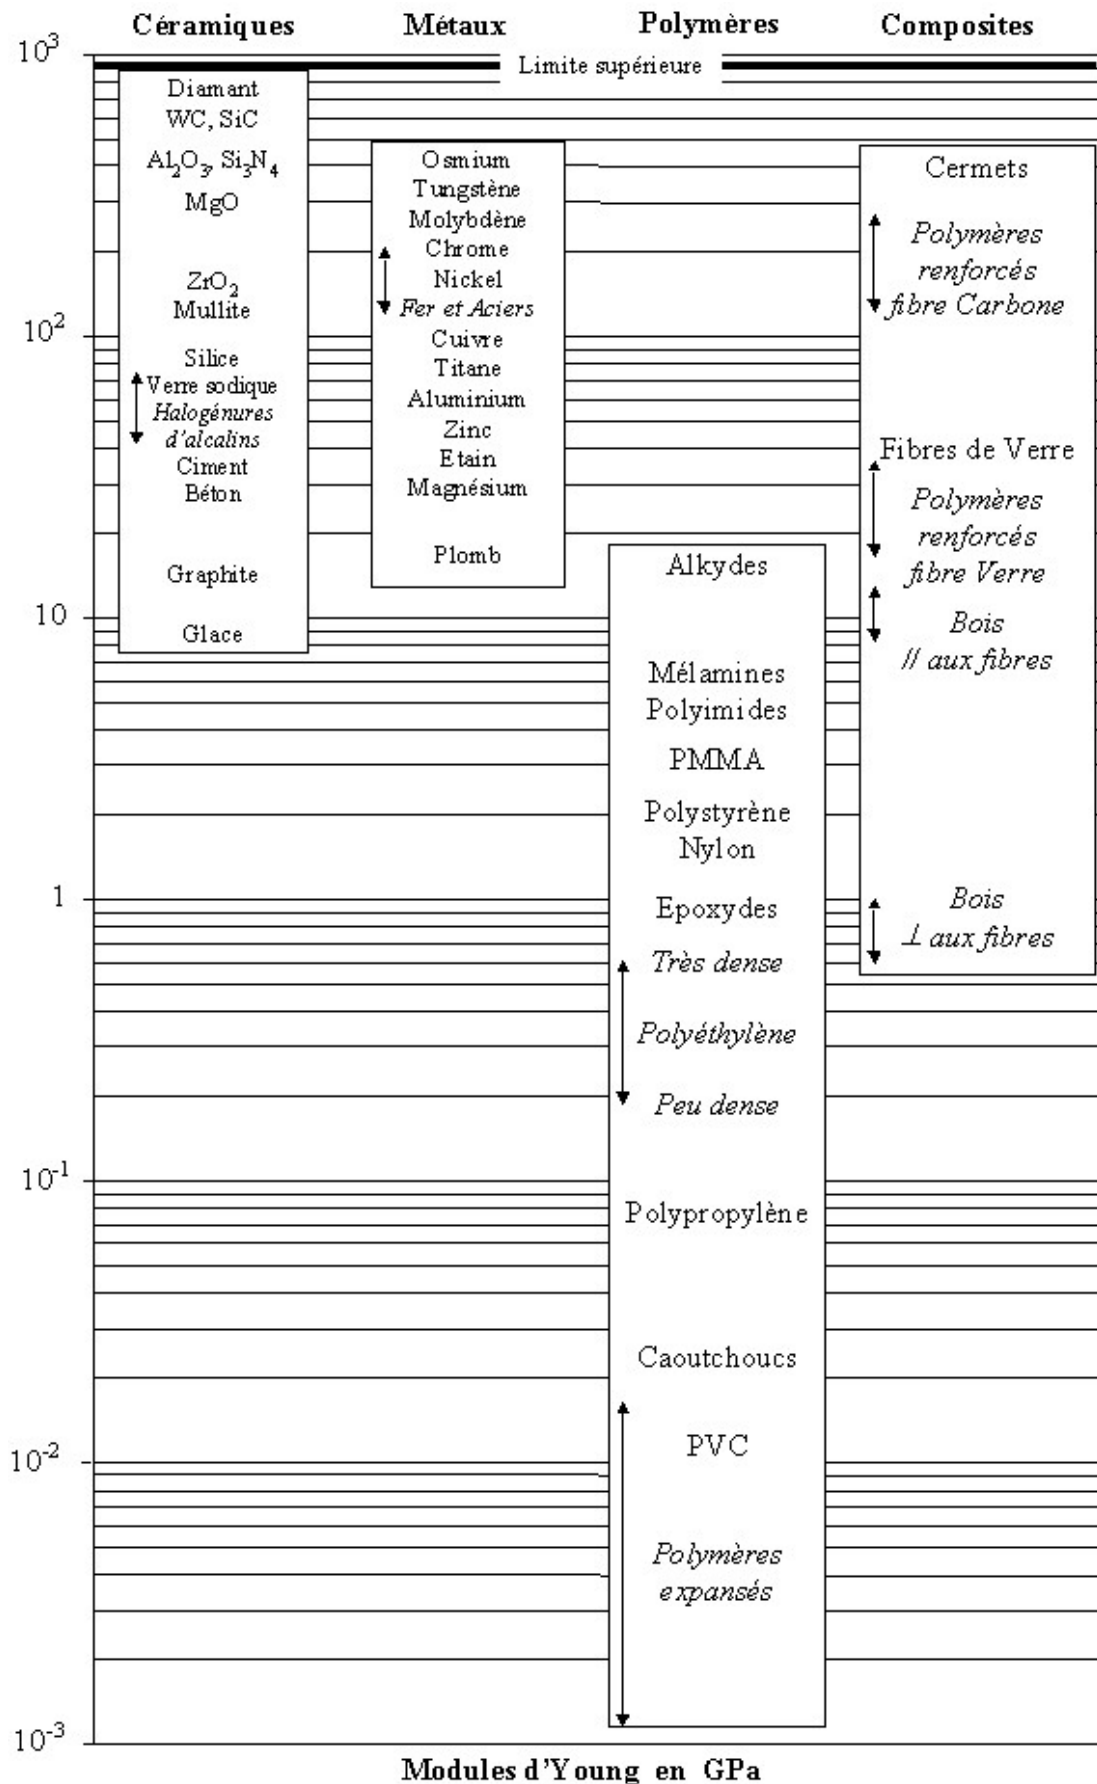 Céramiques Métaux Polymères Composites
10³
Limite supérieure
Diamant
WC, SiC
Al₂O₃, Si₃N₄
MgO
ZrO₂
Mullite
Silice
Verre sodique
Halogénures
d'alcalins
Ciment
Béton
Graphite
Glace
Osmium
Tungstène
Molybdène
Chrome
Nickel
Fer et Aciers
Cuivre
Titane
Aluminium
Zinc
Etain
Magnésium
Plomb
Alkydes
Mélamines
Polyimides
PMMA
Polystyrène
Nylon
Epoxydes
Très dense
Polyéthylène
Peu dense
Polypropylène
Caoutchoucs
PVC
Polymères
expansés
Cermets
Polymères
renforcés
fibre Carbone
Fibres de Verre
Polymères
renforcés
fibre Verre
Bois
// aux fibres
Bois
⊥ aux fibres
10²
10
1
10⁻¹
10⁻²
10⁻³
Modules d'Young en GPa